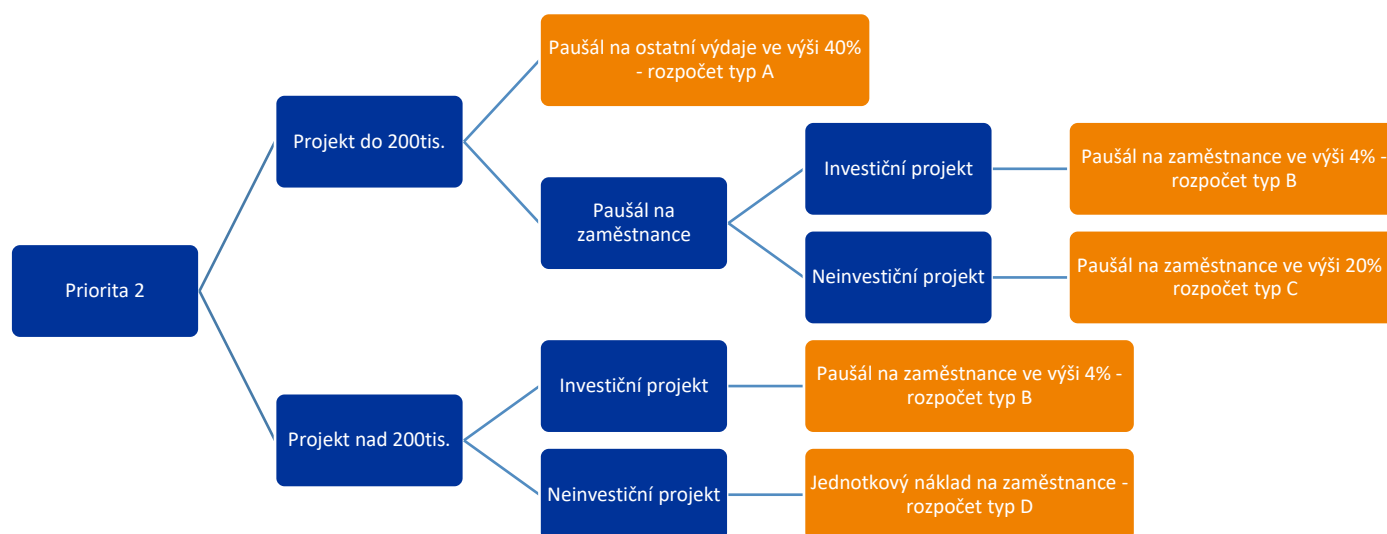 Paušál na ostatní výdaje ve výši 40%
- rozpočet typ A
Projekt do 200tis.
Investiční projekt
Paušál na zaměstnance ve výši 4% -
rozpočet typ B
Paušál na
zaměstnance
Neinvestiční projekt
Paušál na zaměstnance ve výši 20%
rozpočet typ C
Priorita 2
Investiční projekt
Paušál na zaměstnance ve výši 4% -
rozpočet typ B
Projekt nad 200tis.
Neinvestiční projekt
Jednotkový náklad na zaměstnance -
rozpočet typ D